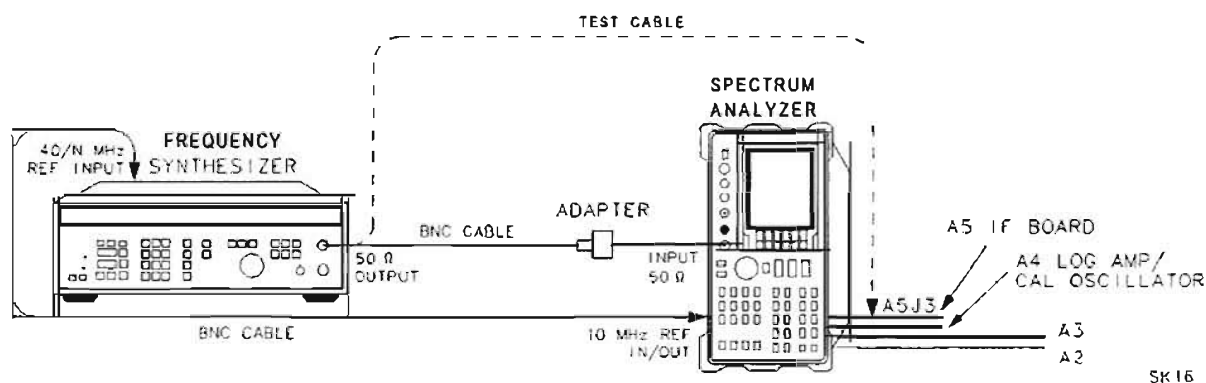 TEST CABLE
SPECTRUM
ANALYZER
40/N MHz
REF INPUT
FREQUENCY
SYNTHESIZER
ADAPTER
BNC CABLE
50 Ω
OUTPUT
INPUT
50 Ω
A5 IF BOARD
A4 LOG AMP/
CAL OSCILLATOR
A5J3
BNC CABLE
10 MHz REF
IN/OUT
A3
A2
SK16